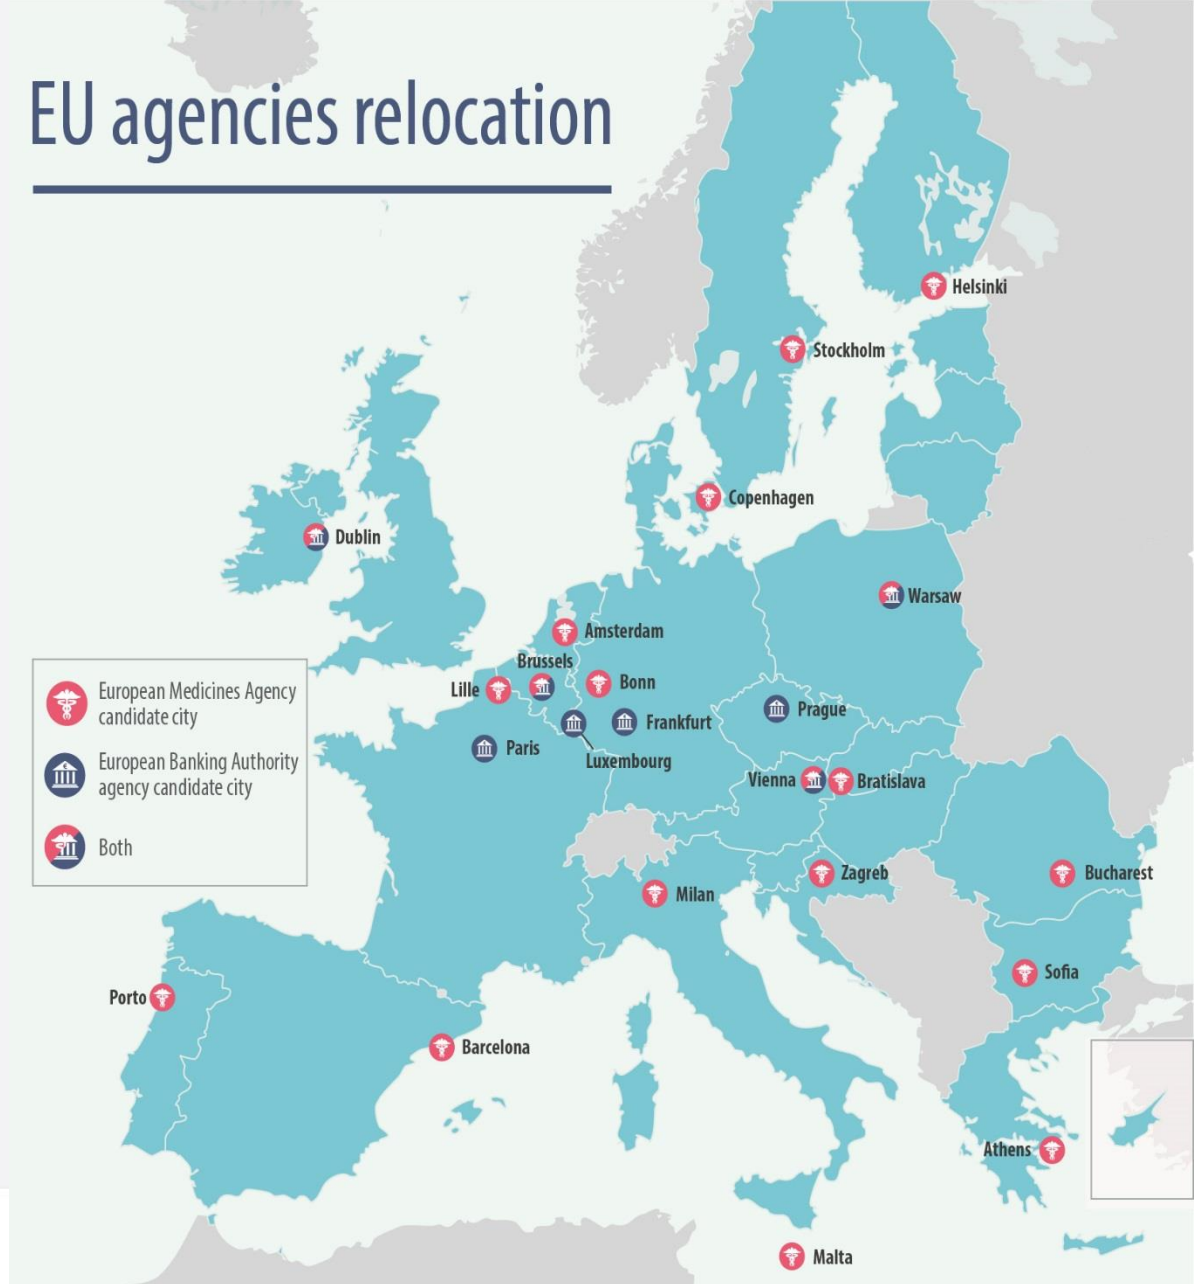 EU agencies relocation
Helsinki
Stockholm
Copenhagen
Dublin
Warsaw
Amsterdam
Brussels
Lille
Bonn
Prague
Frankfurt
Paris
Luxembourg
Vienna
Bratislava
European Medicines Agency
candidate city
European Banking Authority
agency candidate city
Both
Zagreb
Bucharest
Milan
Sofia
Porto
Barcelona
Athens
Malta